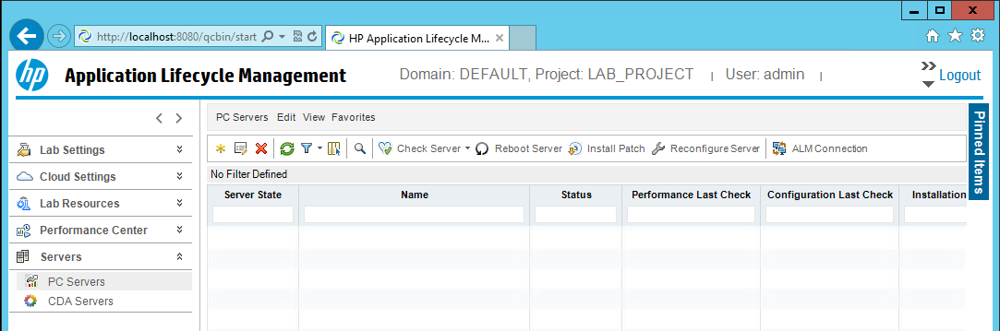 http://localhost:8080/qcbin/start
HP Application Lifecycle M...
hp Application Lifecycle Management Domain: DEFAULT, Project: LAB_PROJECT | User: admin | Logout
PC Servers Edit View Favorites
Pinned Items
Check Server Reboot Server Install Patch Reconfigure Server ALM Connection
No Filter Defined
Server State Name Status Performance Last Check Configuration Last Check Installation
Lab Settings
Cloud Settings
Lab Resources
Performance Center
Servers
PC Servers
CDA Servers